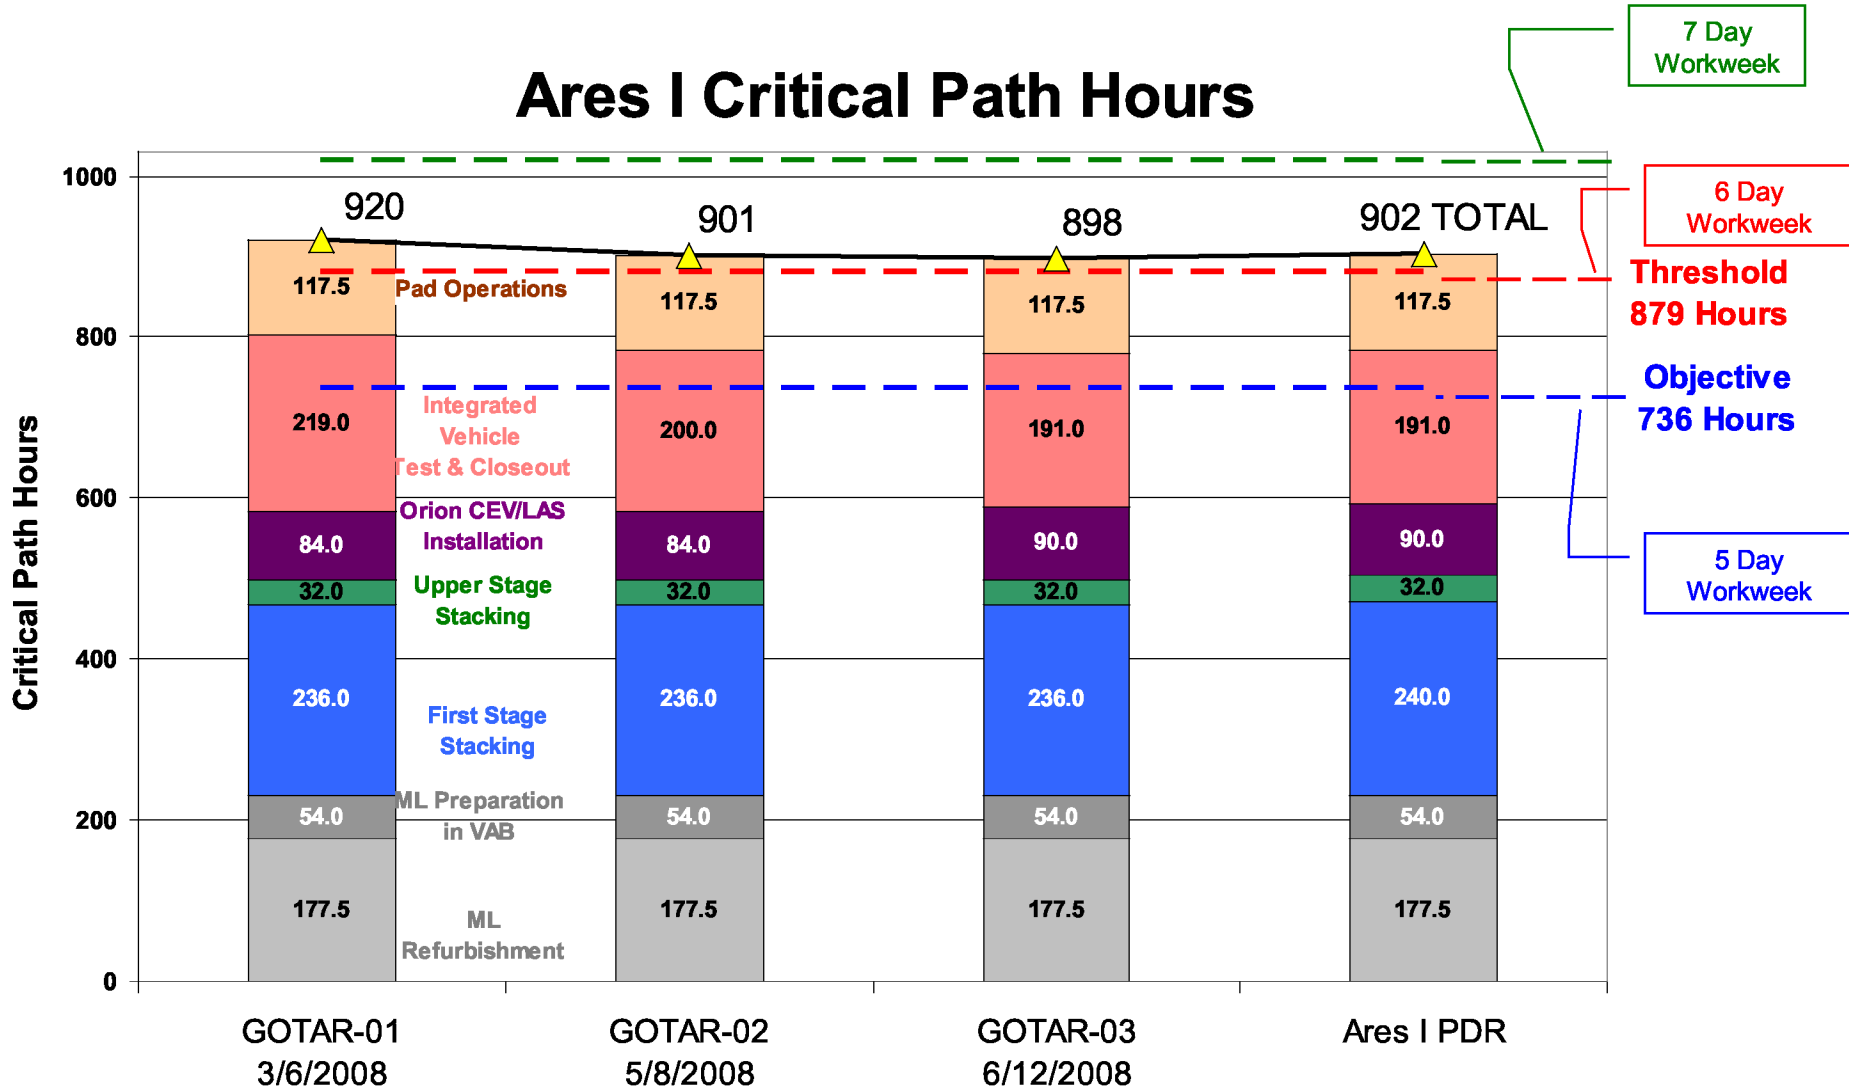 7 Day
Workweek
Ares I Critical Path Hours
6 Day
Workweek
1000
920
901
898
902 TOTAL
Threshold
879 Hours
117.5
Pad Operations
117.5
117.5
117.5
800
Objective
736 Hours
Integrated
Vehicle
Test & Closeout
219.0
200.0
191.0
191.0
Critical Path Hours
600
Orion CEV/LAS
Installation
84.0
84.0
90.0
90.0
5 Day
Workweek
Upper Stage
Stacking
32.0
32.0
32.0
32.0
400
236.0
236.0
236.0
240.0
First Stage
Stacking
ML Preparation
in VAB
54.0
54.0
54.0
54.0
200
177.5
177.5
177.5
177.5
ML
Refurbishment
0
GOTAR-01
3/6/2008
GOTAR-02
5/8/2008
GOTAR-03
6/12/2008
Ares I PDR